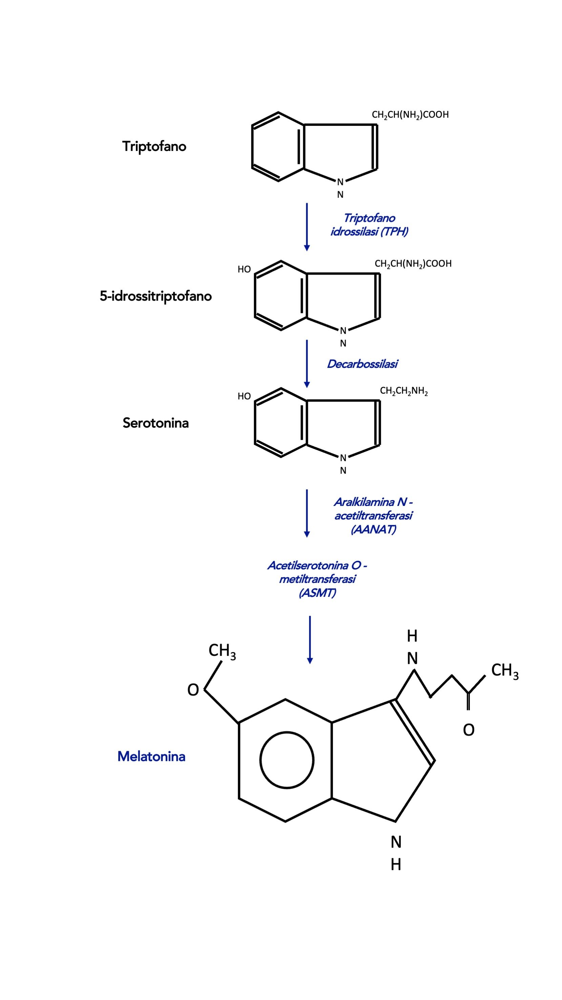 CH₂CH(NH₂)COOH
Triptofano
N
N
Triptofano
idrossilasi (TPH)
CH₂CH(NH₂)COOH
HO
5-idrossitriptofano
N
N
Decarbossilasi
CH₂CH₂NH₂
HO
Serotonina
N
N
Aralkilamina N -
acetiltransferasi
(AANAT)
Acetilserotonina O -
metiltransferasi
(ASMT)
H
CH₃
N
CH₃
O
O
Melatonina
N
H